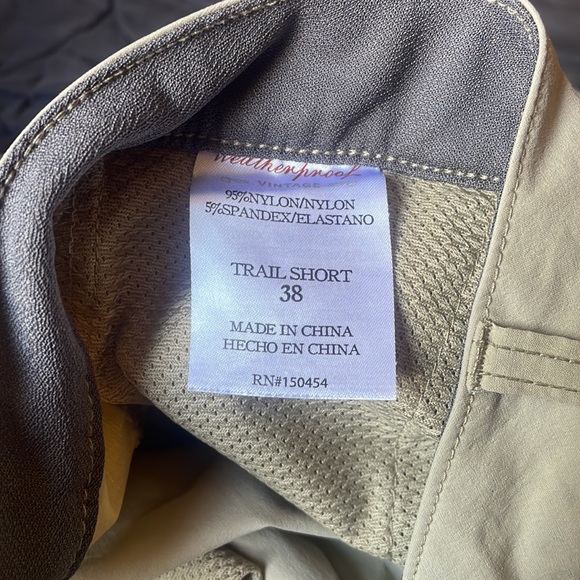 Weatherproof
VINTAGE
95%NYLON/NYLON
5%SPANDEX/ELASTANO
TRAIL SHORT
38
MADE IN CHINA
HECHO EN CHINA
RN#150454